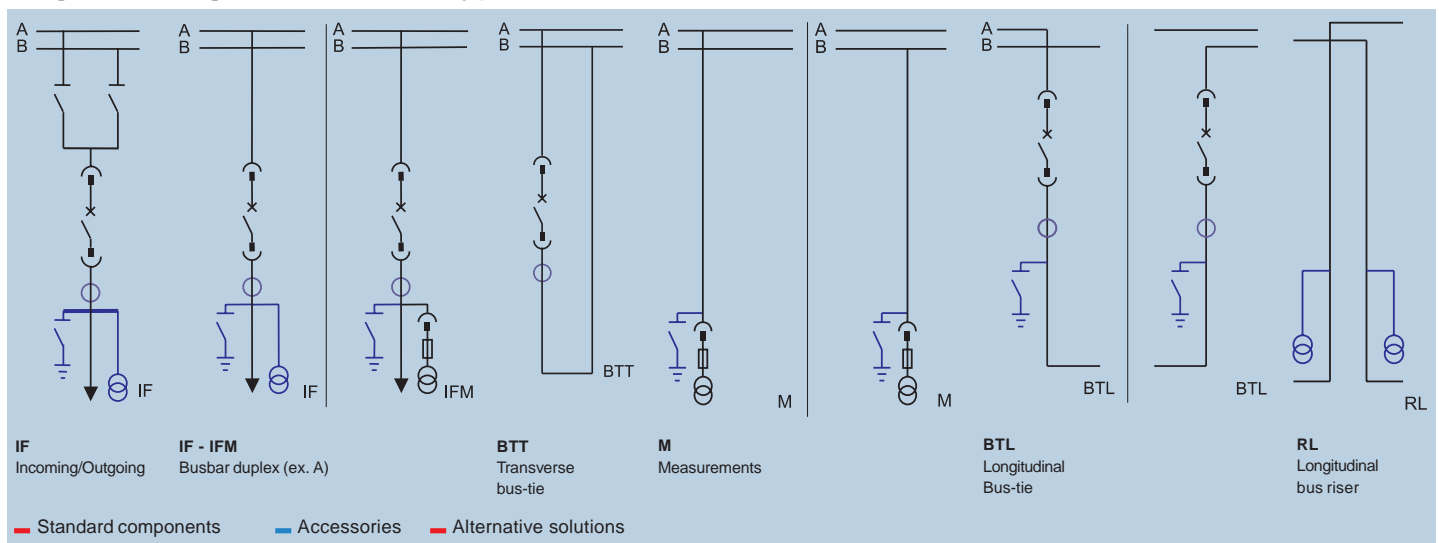 A
B
IF
A
B
IF
A
B
IFM
A
B
BTT
A
B
M
A
B
M
A
B
BTL
BTL
RL
IF
Incoming/Outgoing
IF - IFM
Busbar duplex (ex. A)
BTT
Transverse
bus-tie
M
Measurements
BTL
Longitudinal
Bus-tie
RL
Longitudinal
bus riser
Standard components
Accessories
Alternative solutions